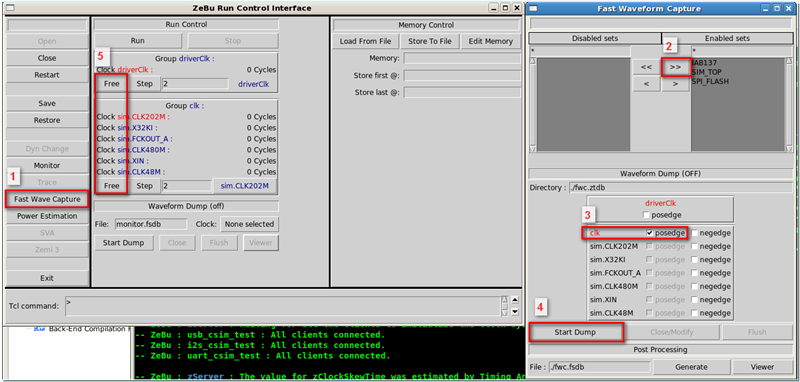 ZeBu Run Control Interface
Open
Close
Restart
Save
Restore
Dyn Change
Monitor
Trace
1
Fast Wave Capture
Power Estimation
SVA
Zemi 3
Exit
Run Control
Run
Stop
5
Group driverClk :
Clock driverClk :
0 Cycles
Free
Step
2
driverClk
Group clk :
Clock sim.CLK202M :
0 Cycles
Clock sim.X32KI :
0 Cycles
Clock sim.FCKOUT_A :
0 Cycles
Clock sim.CLK480M :
0 Cycles
Clock sim.XIN :
0 Cycles
Clock sim.CLK48M :
0 Cycles
Free
Step
2
sim.CLK202M
Waveform Dump (off)
File:
monitor.fsdb
Clock:
None selected
Start Dump
Close
Flush
Viewer
Memory Control
Load From File
Store To File
Edit Memory
Memory:
Store first @:
Store last @:
Tcl command:
>
Back-End Compilation
-- ZeBu : usb_csim_test : All clients connected.
-- ZeBu : i2s_csim_test : All clients connected.
-- ZeBu : uart_csim_test : All clients connected.
-- ZeBu : zServer : The value for zClockSkewTime was estimated by Timing An
Fast Waveform Capture
Disabled sets
Enabled sets
*
2
*
<<
>>
<
>
IAB137
SIM_TOP
SPI_FLASH
Waveform Dump (OFF)
Directory :
./fwc.ztdb
driverClk
posedge
3
clk
posedge
negedge
sim.CLK202M
posedge
negedge
sim.X32KI
posedge
negedge
sim.FCKOUT_A
posedge
negedge
sim.CLK480M
posedge
negedge
sim.XIN
posedge
negedge
sim.CLK48M
posedge
negedge
4
Start Dump
Close/Modify
Flush
Post Processing
File :
./fwc.fsdb
Generate
Viewer